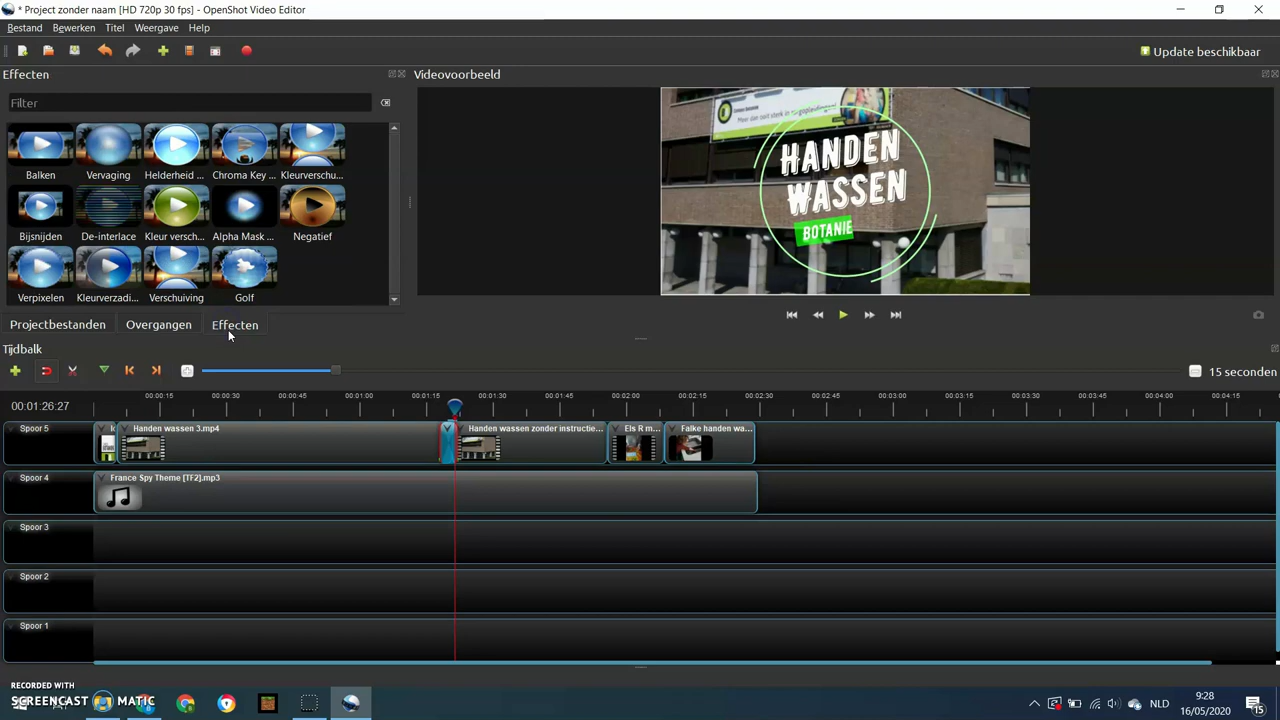 * Project zonder naam [HD 720p 30 fps] - OpenShot Video Editor
Bestand Bewerken Titel Weergave Help
Update beschikbaar
Effecten
Filter
Balken Vervaging Helderheid ... Chroma Key ... Kleurverschu...
Bijsnijden De-interlace Kleur versch... Alpha Mask ... Negatief
Verpixelen Kleurverzadi... Verschuiving Golf
Projectbestanden Overgangen Effecten
Videovoorbeeld
HANDEN
WASSEN
BOTANIE
Tijdbalk
15 seconden
00:01:26:27
00:00:15 00:00:30 00:00:45 00:01:00 00:01:15 00:01:30 00:01:45 00:02:00 00:02:15 00:02:30 00:02:45 00:03:00 00:03:15 00:03:30 00:03:45 00:04:00 00:04:15
Spoor 5 Handen wassen 3.mp4 Handen wassen zonder instructie... Els R m... Falke handen wa...
Spoor 4 France Spy Theme [TF2].mp3
Spoor 3
Spoor 2
Spoor 1
RECORDED WITH
SCREENCAST MATIC
NLD
9:28
16/05/2020
15